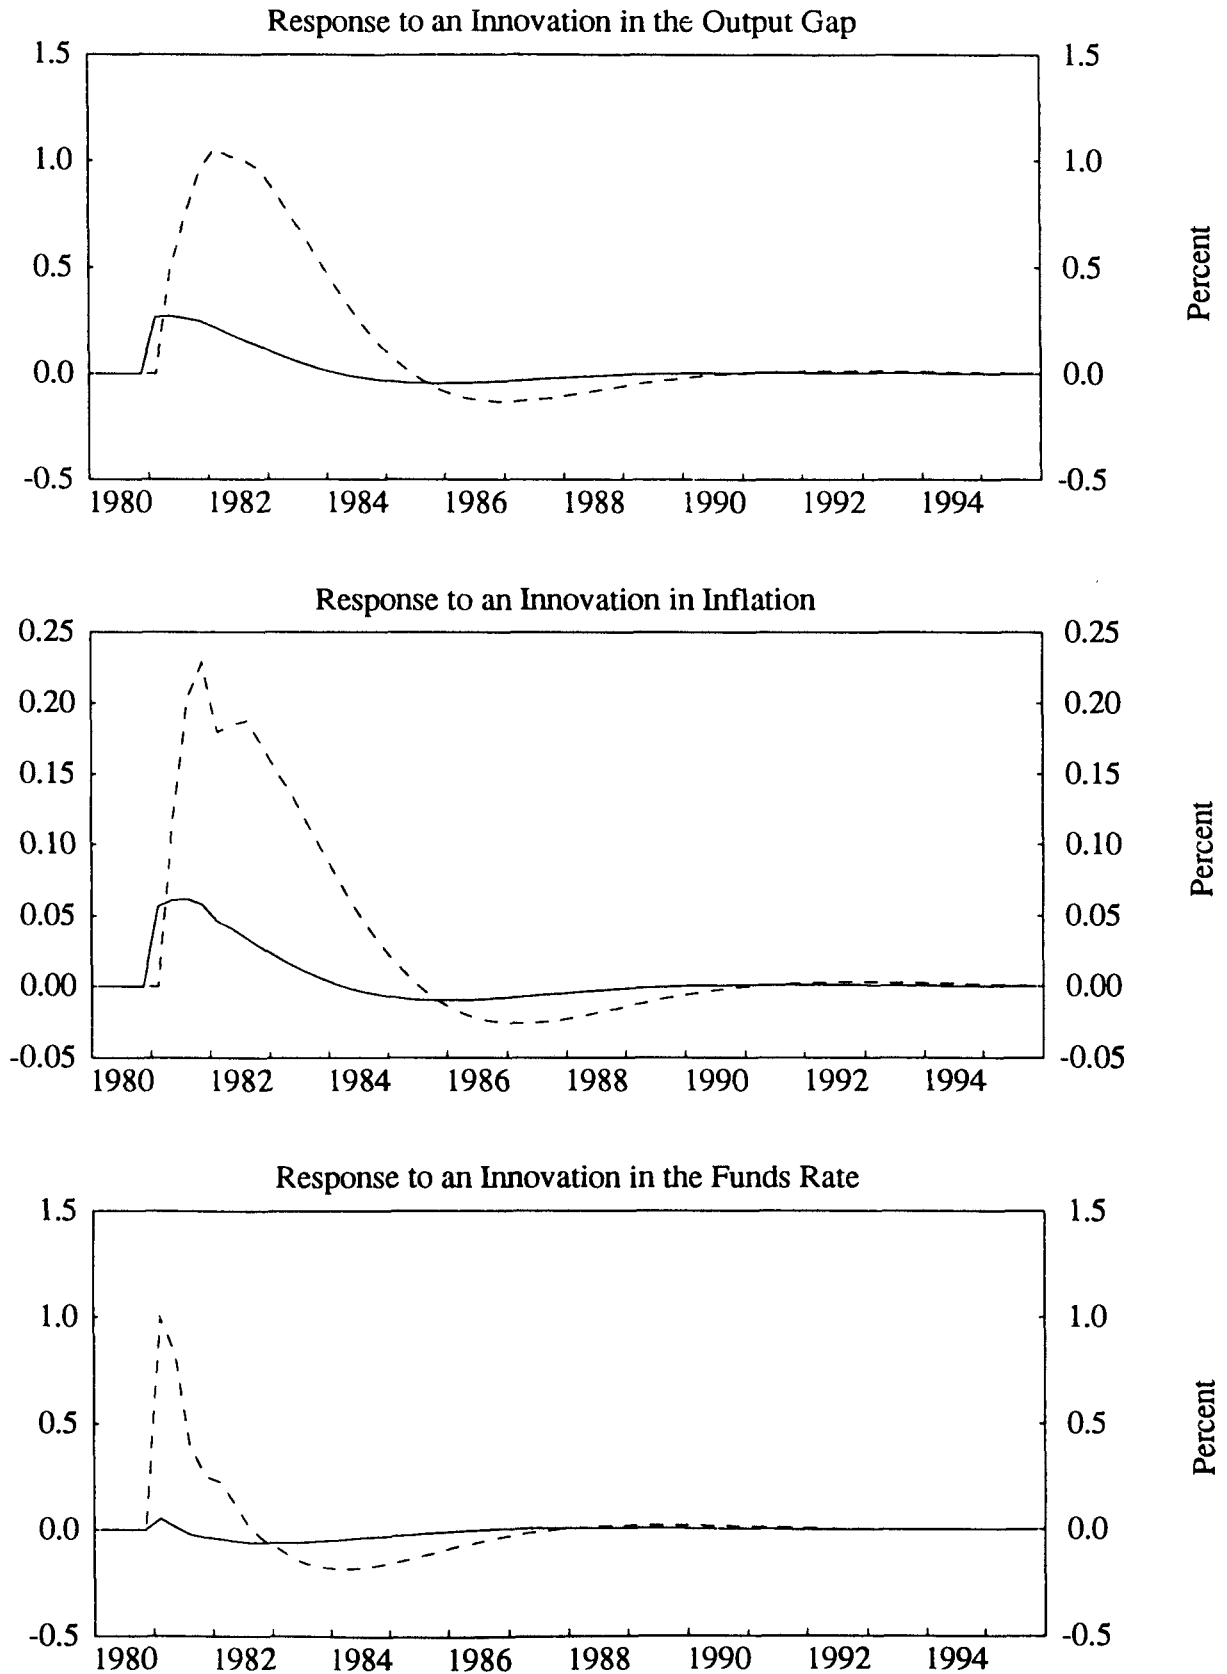 Response to an Innovation in the Output Gap
1.5 1.5
1.0 1.0
0.5 0.5
0.0 0.0
-0.5 -0.5
1980 1982 1984 1986 1988 1990 1992 1994
Percent
Response to an Innovation in Inflation
0.25 0.25
0.20 0.20
0.15 0.15
0.10 0.10
0.05 0.05
0.00 0.00
-0.05 -0.05
1980 1982 1984 1986 1988 1990 1992 1994
Percent
Response to an Innovation in the Funds Rate
1.5 1.5
1.0 1.0
0.5 0.5
0.0 0.0
-0.5 -0.5
1980 1982 1984 1986 1988 1990 1992 1994
Percent